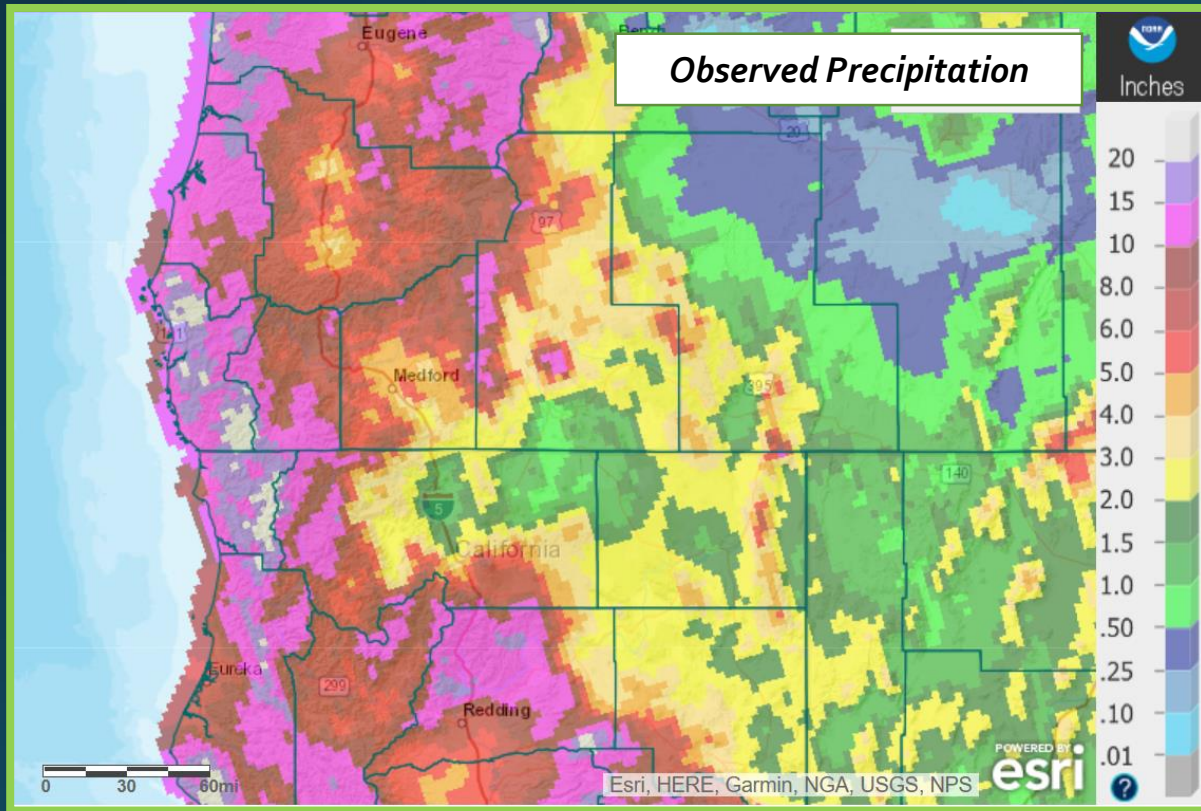 Observed Precipitation
noaa
Inches
20
15
10
8.0
6.0
5.0
4.0
3.0
2.0
1.5
1.0
.50
.25
.10
.01
?
Eugene
20
97
Medford
395
140
5
California
Eureka
299
Redding
0 30 60mi
Esri, HERE, Garmin, NGA, USGS, NPS
POWERED BY
esri